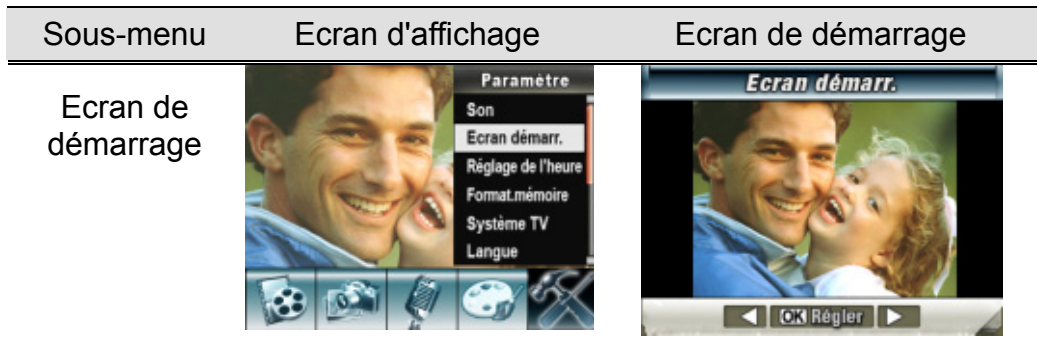 Sous-menu Ecran d'affichage Ecran de démarrage
Ecran de
démarrage
Paramètre
Son
Ecran démarr.
Réglage de l'heure
Format.mémoire
Système TV
Langue
Ecran démarr.
OK Régler